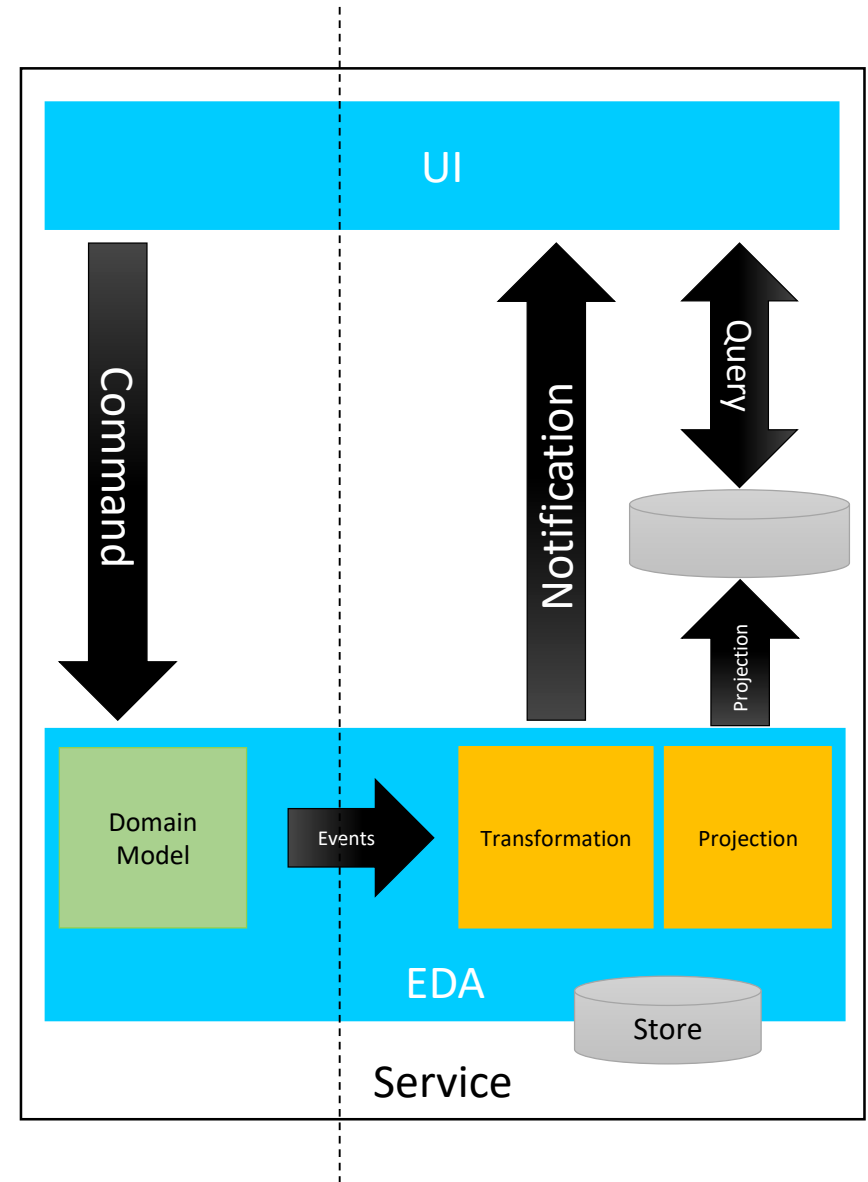 UI
Command
Notification
Query
Projection
Domain
Model
Events
Transformation
Projection
EDA
Store
Service